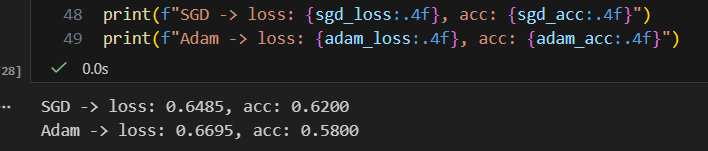 48 print(f"SGD -> loss: {sgd_loss:.4f}, acc: {sgd_acc:.4f}")
49 print(f"Adam -> loss: {adam_loss:.4f}, acc: {adam_acc:.4f}")
28] ✓ 0.0s
... SGD -> loss: 0.6485, acc: 0.6200
Adam -> loss: 0.6695, acc: 0.5800